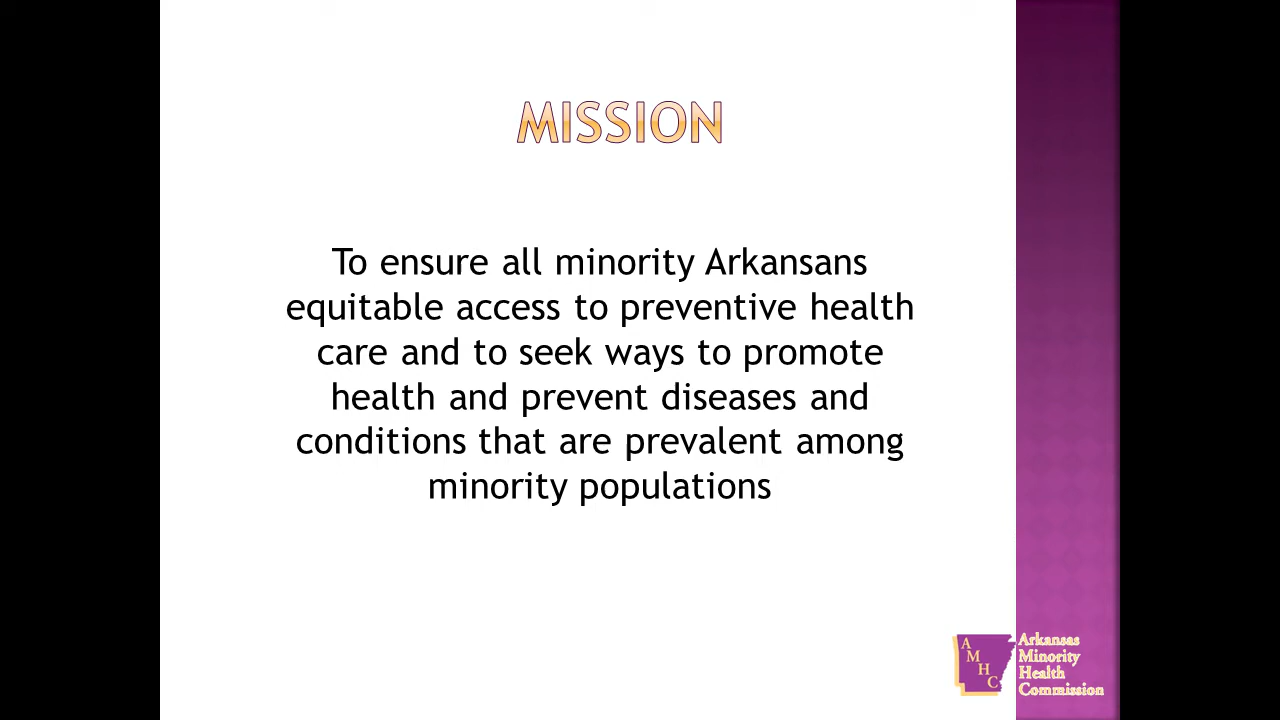 MISSION
To ensure all minority Arkansans
equitable access to preventive health
care and to seek ways to promote
health and prevent diseases and
conditions that are prevalent among
minority populations
A
M
H
C
Arkansas
Minority
Health
Commission